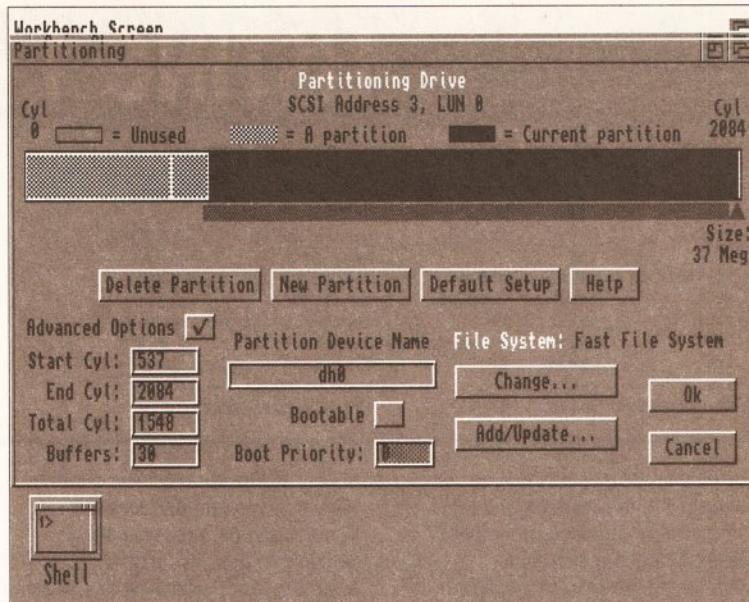 Workbench Screen
Partitioning
Partitioning Drive
SCSI Address 3, LUN 0
Cyl
0
= Unused
= A partition
= Current partition
Cyl
2084
Size:
37 Meg
Delete Partition
New Partition
Default Setup
Help
Advanced Options
Start Cyl: 537
End Cyl: 2084
Total Cyl: 1548
Buffers: 30
Partition Device Name
dh0
Bootable
Boot Priority: 0
File System: Fast File System
Change...
Add/Update...
Ok
Cancel
1>
Shell